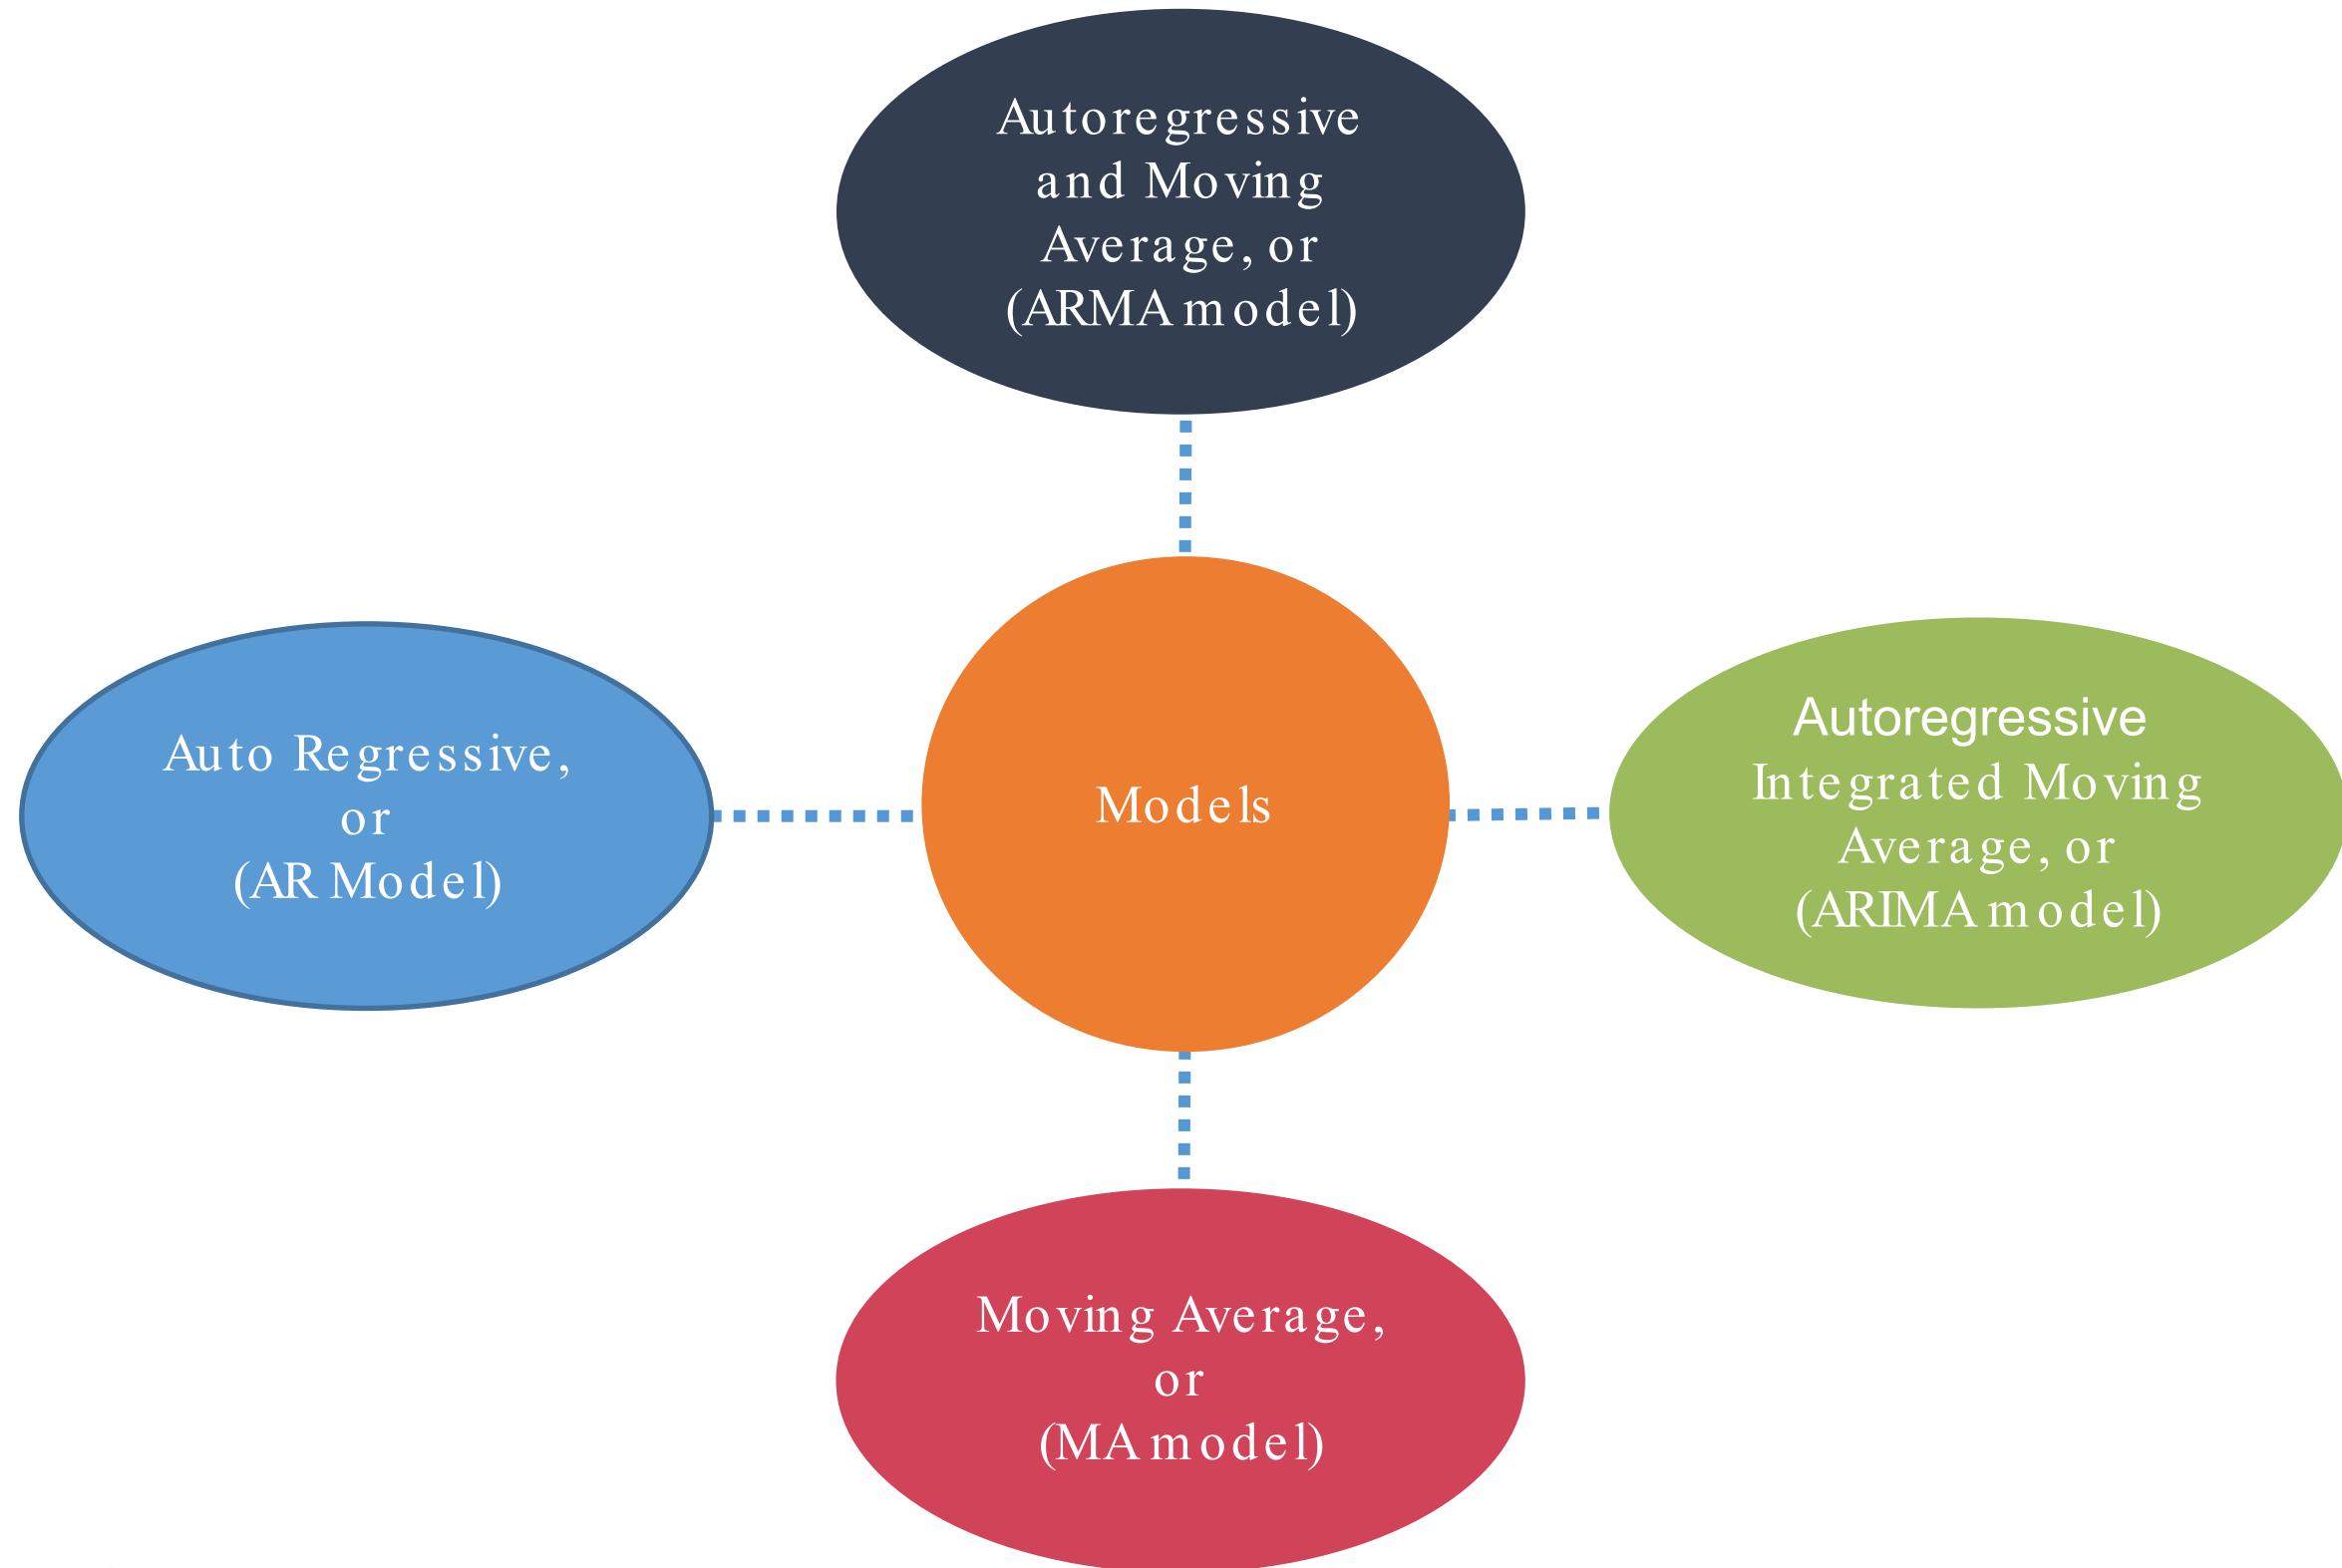 Autoregressive
and Moving
Average, or
(ARMA model)
Auto Regressive,
or
(AR Model)
Models
Autoregressive
Integrated Moving
Average, or
(ARIMA model)
Moving Average,
or
(MA model)